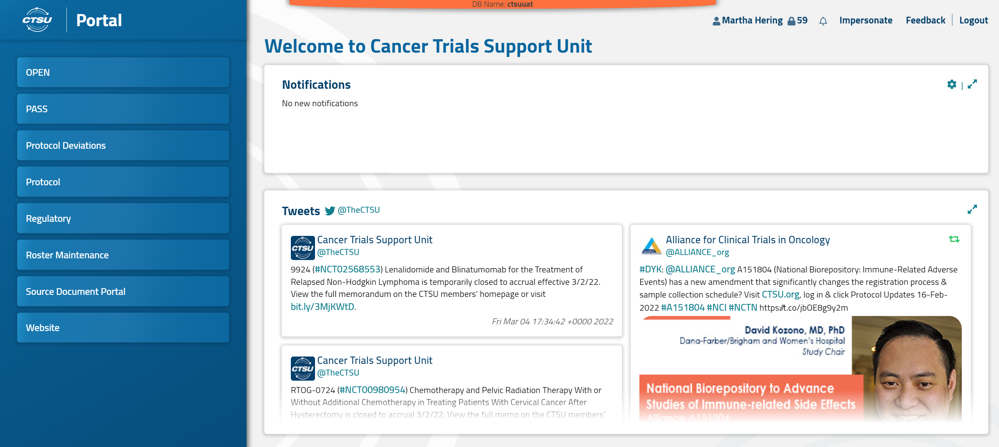 DB Name: ctsuuat
CTSU
Portal
Martha Hering
59
Impersonate
Feedback
Logout
OPEN
PASS
Protocol Deviations
Protocol
Regulatory
Roster Maintenance
Source Document Portal
Website
Welcome to Cancer Trials Support Unit
Notifications
|
No new notifications
Tweets @TheCTSU
CTSU
Cancer Trials Support Unit
@TheCTSU
9924 (#NCT02568553) Lenalidomide and Blinatumomab for the Treatment of
Relapsed Non-Hodgkin Lymphoma is temporarily closed to accrual effective 3/2/22.
View the full memorandum on the CTSU members’ homepage or visit
bit.ly/3MjKWtD.
Fri Mar 04 17:34:42 +0000 2022
CTSU
Cancer Trials Support Unit
@TheCTSU
RTOG-0724 (#NCT00980954) Chemotherapy and Pelvic Radiation Therapy With or
Without Additional Chemotherapy in Treating Patients With Cervical Cancer After
Hysterectomy is closed to accrual 3/2/22. View the full memo on the CTSU members’
ALLIANCE
Alliance for Clinical Trials in Oncology
@ALLIANCE_org
#DYK: @ALLIANCE_org A151804 (National Biorepository: Immune-Related Adverse
Events) has a new amendment that significantly changes the registration process &
sample collection schedule? Visit CTSU.org, log in & click Protocol Updates 16-Feb-
2022 #A151804 #NCI #NCTN https://t.co/jbOE8g9y2m
David Kozono, MD, PhD
Dana-Farber/Brigham and Women's Hospital
Study Chair
National Biorepository to Advance
Studies of Immune-related Side Effects
Alliance A151804